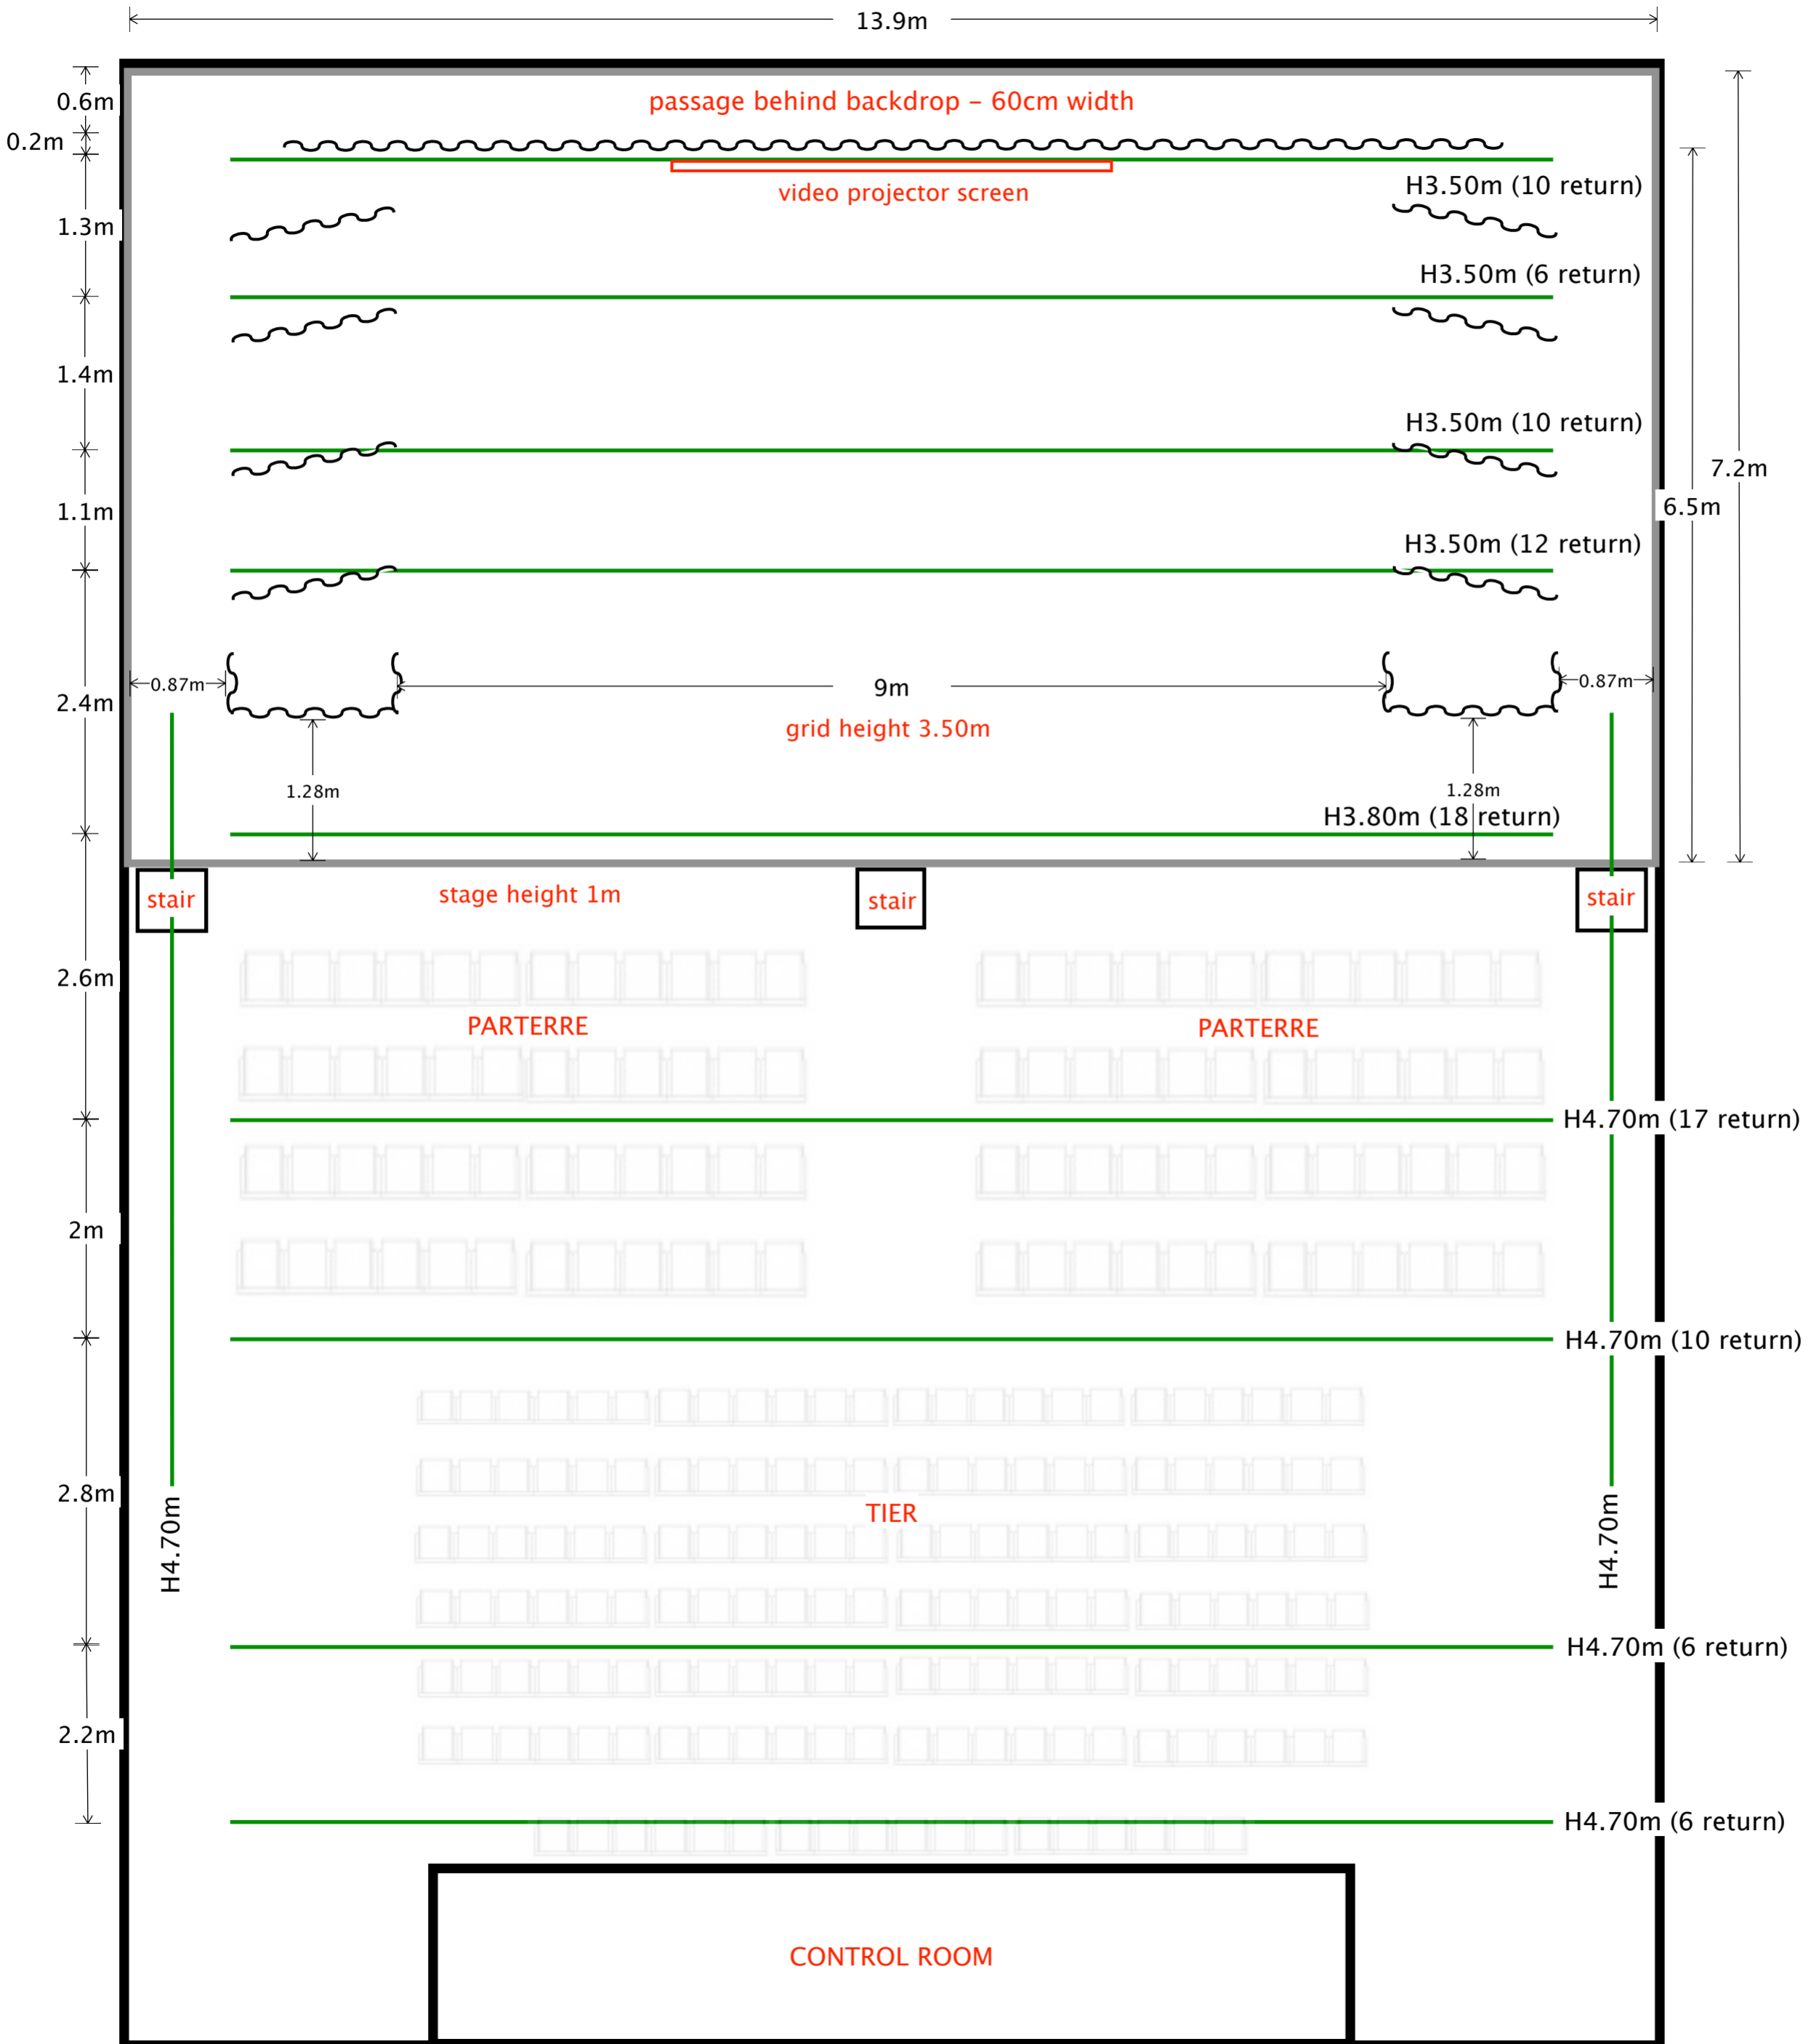 13.9m
0.6m
passage behind backdrop – 60cm width
0.2m
H3.50m (10 return)
video projector screen
1.3m
H3.50m (6 return)
1.4m
H3.50m (10 return)
7.2m
6.5m
1.1m
H3.50m (12 return)
0.87m
9m
0.87m
2.4m
grid height 3.50m
1.28m
1.28m
H3.80m (18 return)
stair
stage height 1m
stair
stair
2.6m
PARTERRE
PARTERRE
H4.70m (17 return)
2m
H4.70m (10 return)
2.8m
TIER
H4.70m
H4.70m
H4.70m (6 return)
2.2m
H4.70m (6 return)
CONTROL ROOM